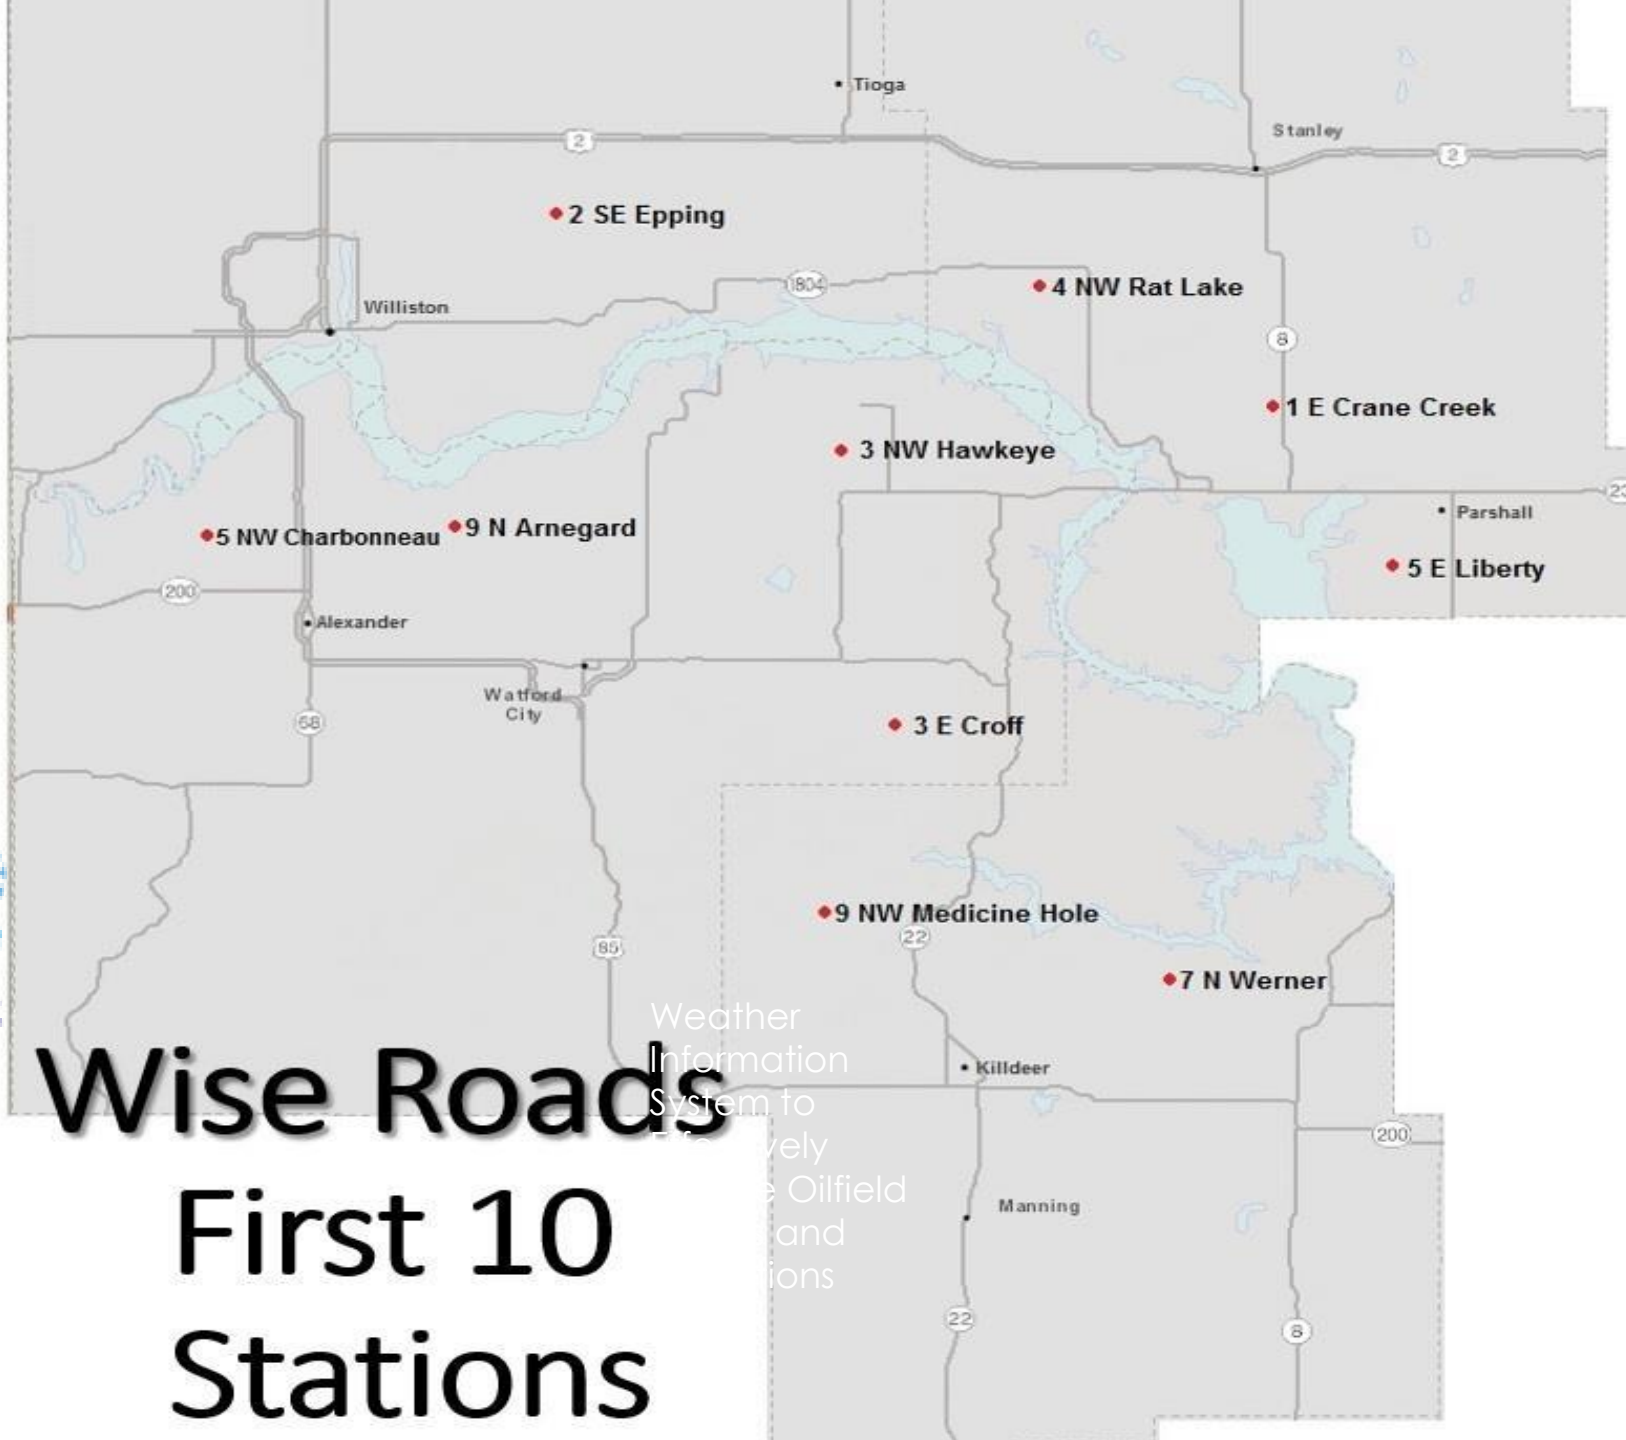 Tioga
Stanley
2
2
2 SE Epping
1804
4 NW Rat Lake
Williston
8
1 E Crane Creek
3 NW Hawkeye
23
Parshall
5 NW Charbonneau
9 N Arnegard
5 E Liberty
200
Alexander
Watford
City
68
3 E Croff
9 NW Medicine Hole
22
85
7 N Werner
Killdeer
200
Manning
22
8
Wise Roads
First 10
Stations
Weather
Information
System to
Oilfield
and